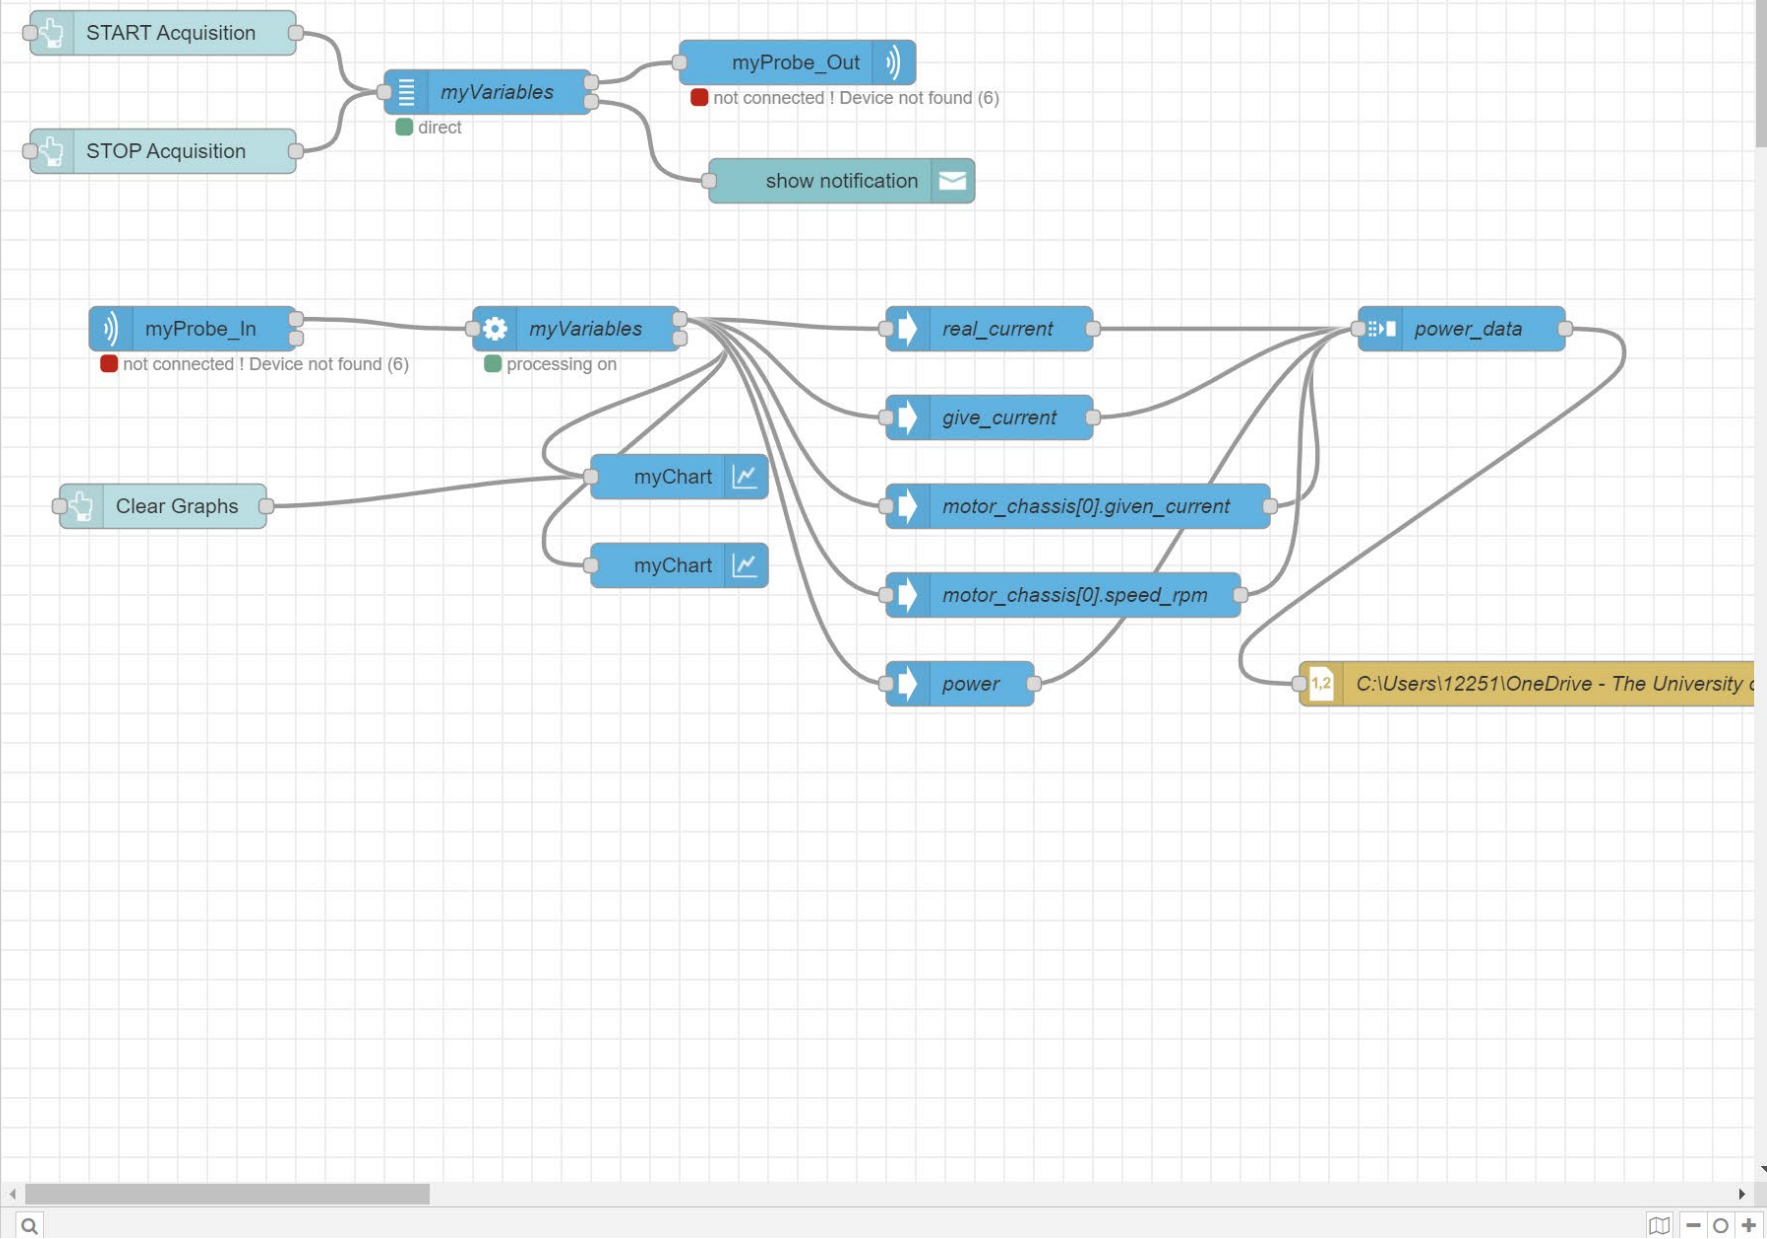 START Acquisition
myProbe_Out
not connected ! Device not found (6)
myVariables
direct
STOP Acquisition
show notification
myProbe_In
not connected ! Device not found (6)
myVariables
processing on
real_current
power_data
give_current
myChart
Clear Graphs
motor_chassis[0].given_current
myChart
motor_chassis[0].speed_rpm
power
1,2
C:\Users\12251\OneDrive - The University